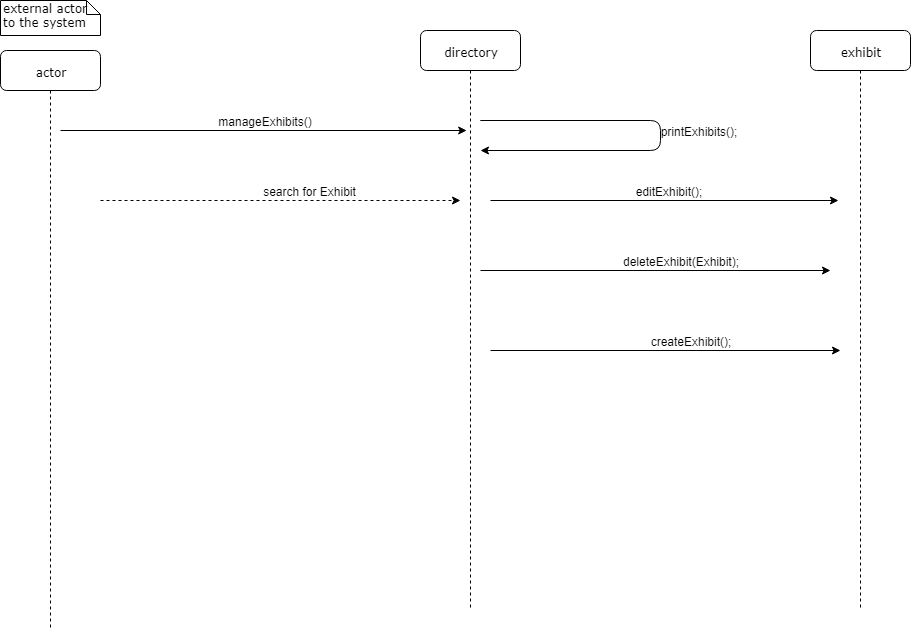 external actor
to the system
actor
directory
exhibit
manageExhibits()
printExhibits();
search for Exhibit
editExhibit();
deleteExhibit(Exhibit);
createExhibit();